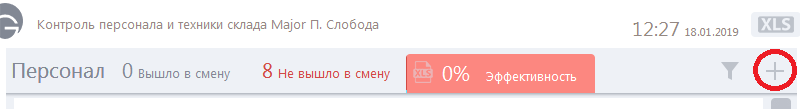 G
Контроль персонала и техники склада Major П. Слобода
12:27 18.01.2019
XLS
Персонал 0 Вышло в смену 8 Не вышло в смену XLS 0% Эффективность